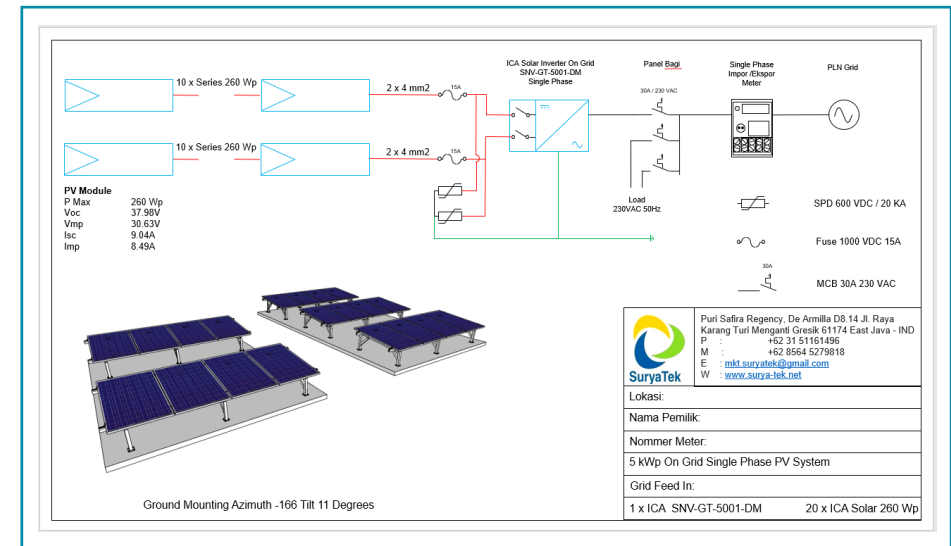 ICA Solar Inverter On Grid
SNV-GT-5001-DM
Single Phase
Panel Bagi
Single Phase
Impor /Ekspor
Meter
PLN Grid
10 x Series 260 Wp
2 x 4 mm2
15A
30A / 230 VAC
10 x Series 260 Wp
2 x 4 mm2
15A
PV Module
P Max 260 Wp
Voc 37.98V
Vmp 30.63V
Isc 9.04A
Imp 8.49A
Load
230VAC 50Hz
SPD 600 VDC / 20 KA
Fuse 1000 VDC 15A
30A
MCB 30A 230 VAC
SuryaTek
Puri Safira Regency, De Armilla D8.14 Jl. Raya
Karang Turi Menganti Gresik 61174 East Java - IND
P : +62 31 51161496
M : +62 8564 5279818
E : mkt.suryatek@gmail.com
W : www.surya-tek.net
Lokasi:
Nama Pemilik:
Nommer Meter:
5 kWp On Grid Single Phase PV System
Grid Feed In:
1 x ICA SNV-GT-5001-DM 20 x ICA Solar 260 Wp
Ground Mounting Azimuth -166 Tilt 11 Degrees